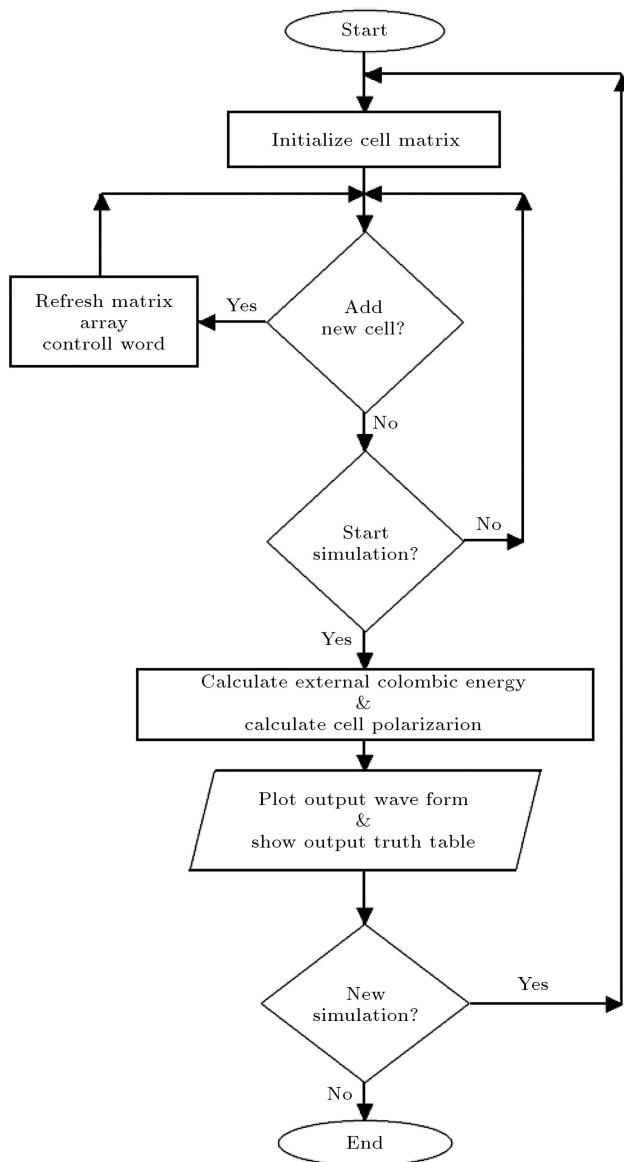 Start
Initialize cell matrix
Refresh matrix
array
controll word
Yes
Add
new cell?
No
Start
simulation?
No
Yes
Calculate external colombic energy
&
calculate cell polarizarion
Plot output wave form
&
show output truth table
New
simulation?
Yes
No
End